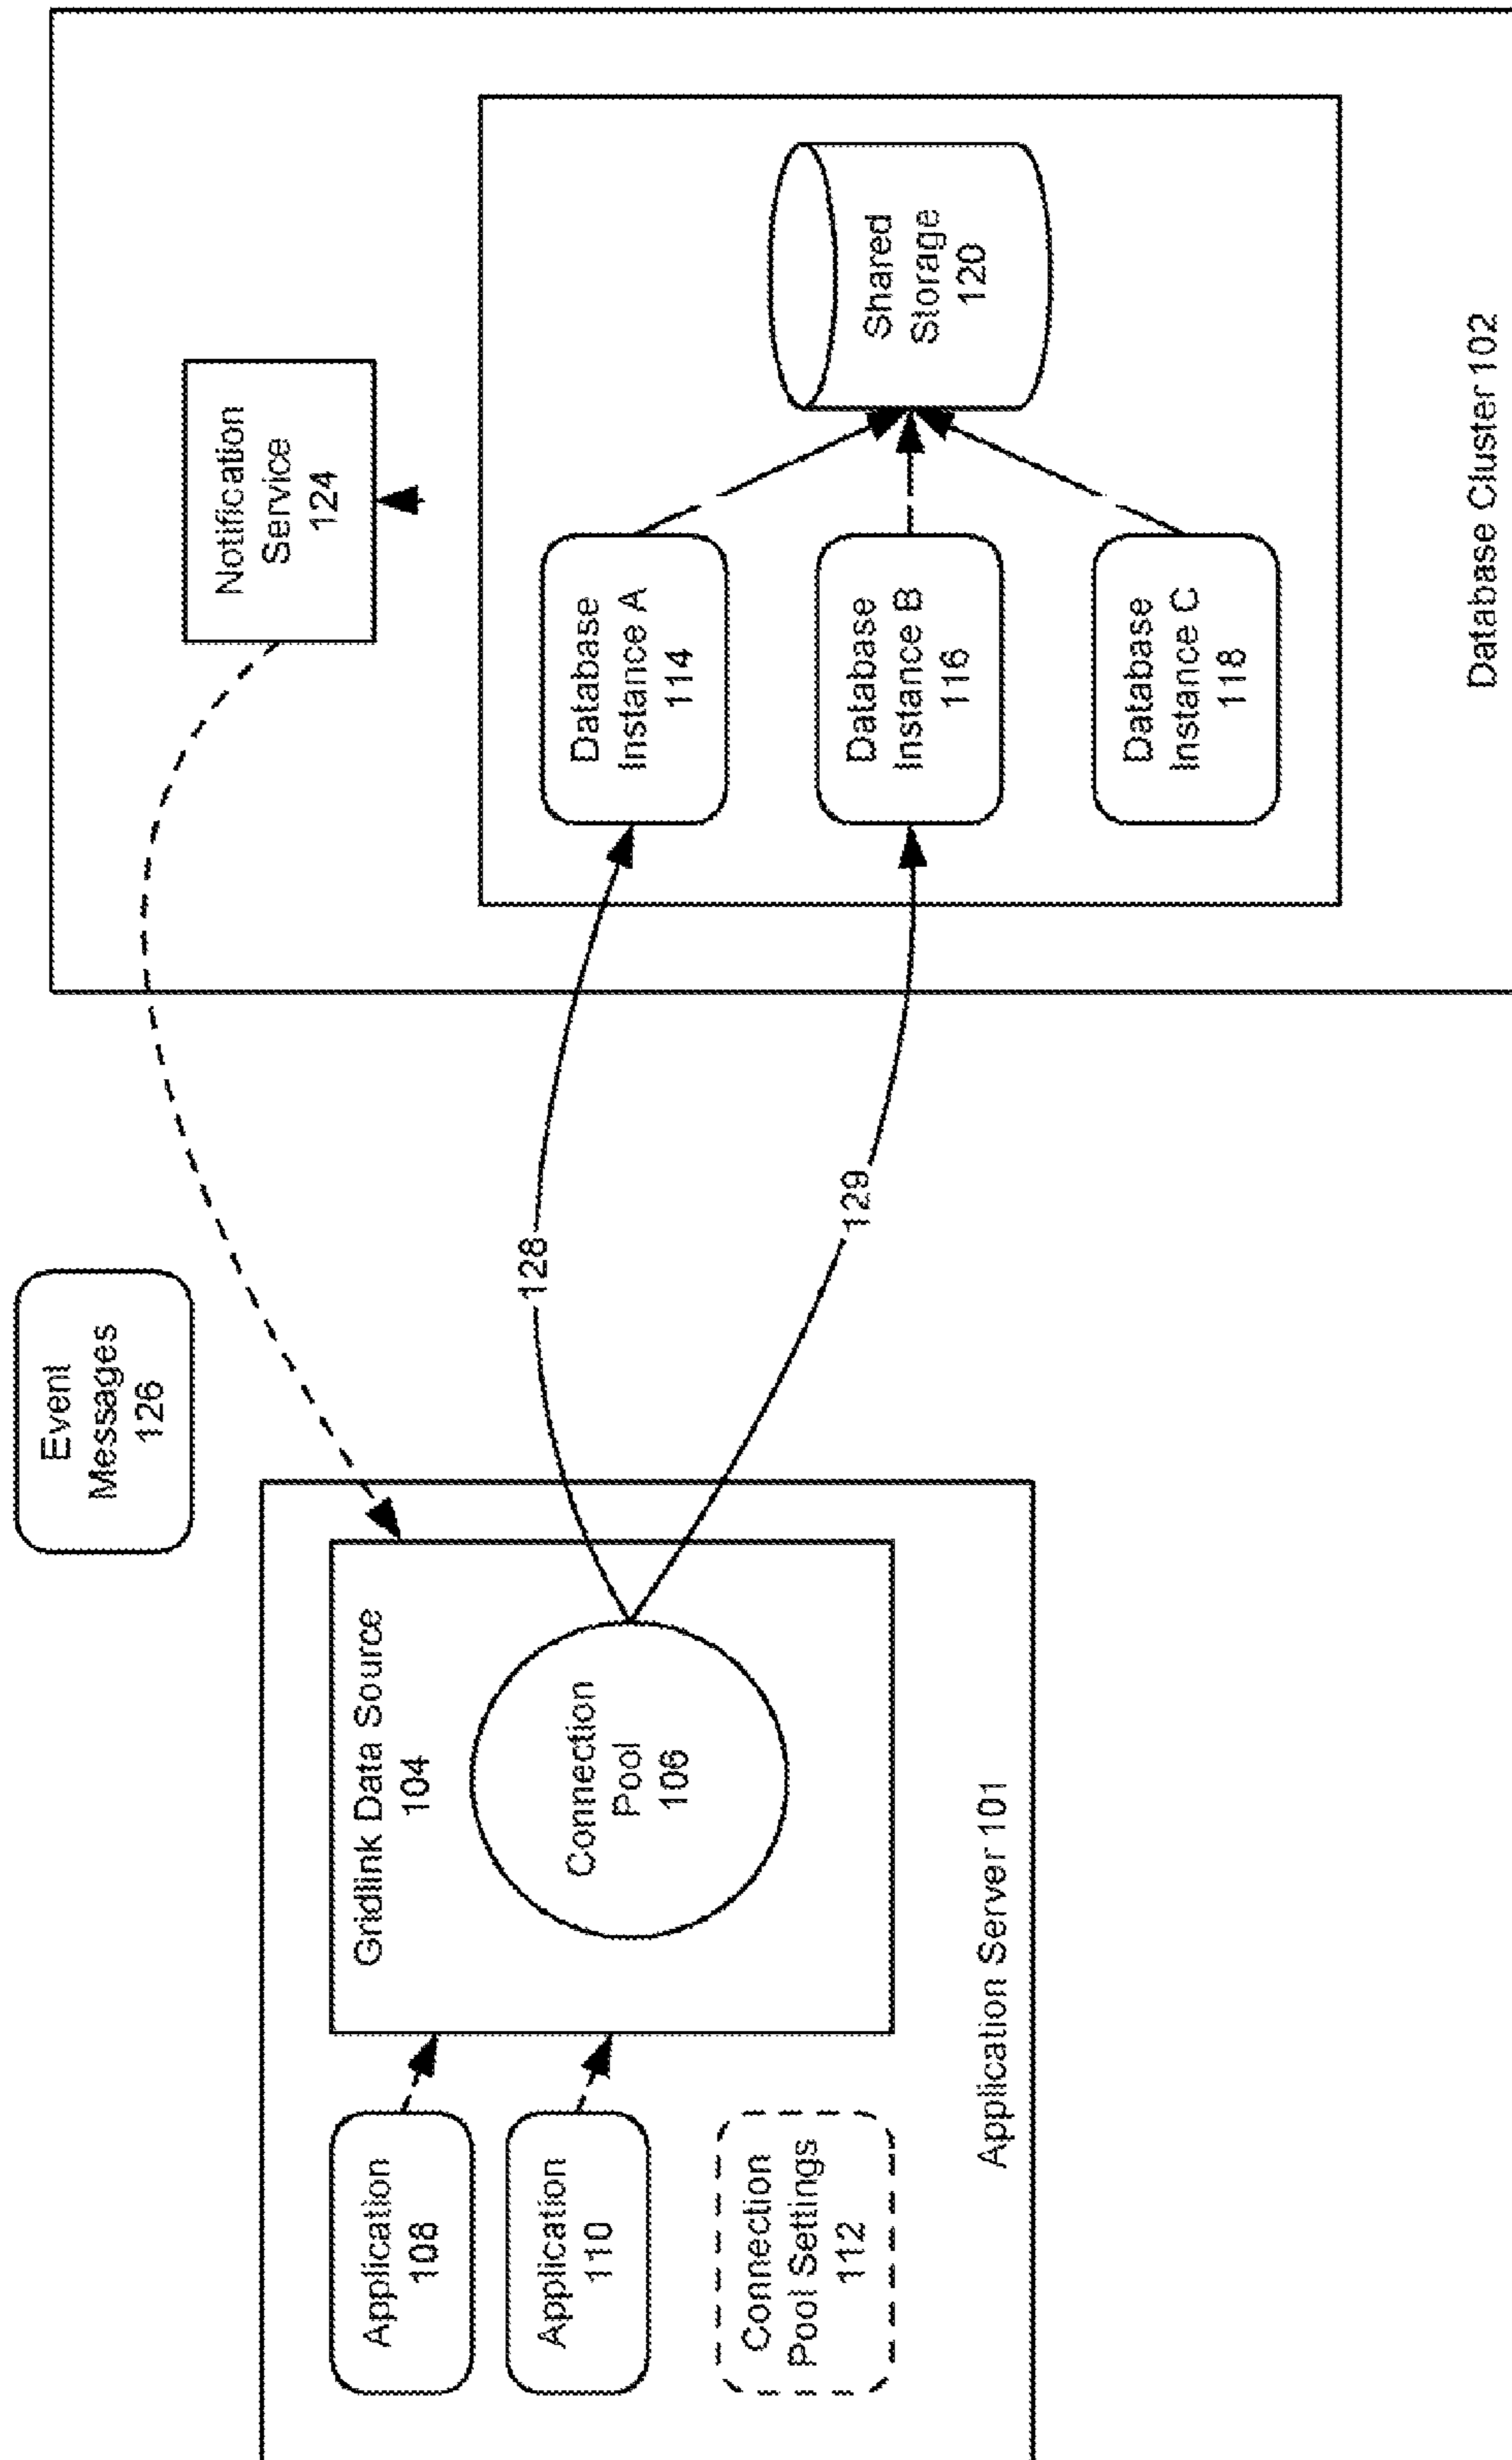 Event
Messages
126
Notification
Service
124
Application
108
Application
110
Connection
Pool Settings
112
Gridlink Data Source
104
Connection
Pool
106
Application Server 101
128
129
Database
Instance A
114
Database
Instance B
116
Database
Instance C
118
Shared
Storage
120
Database Cluster 102